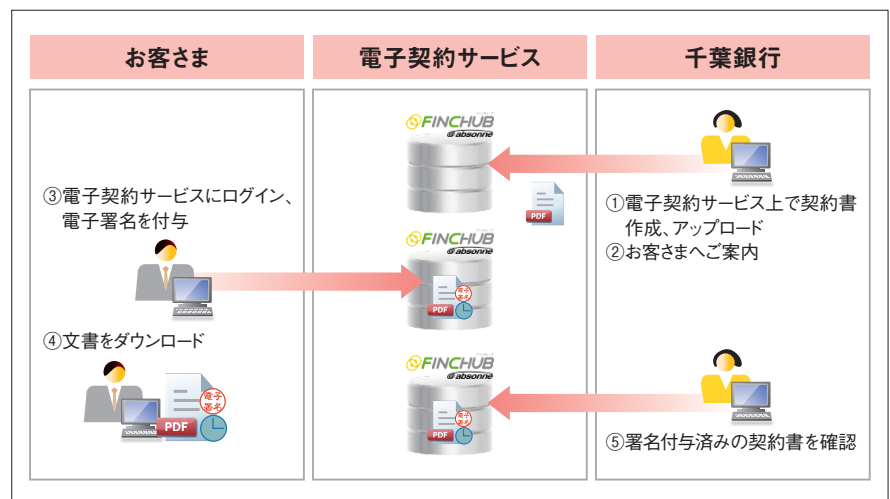 お客さま
電子契約サービス
千葉銀行
FINCHUB
absonne
PDF
①電子契約サービス上で契約書
作成、アップロード
②お客さまへご案内
③電子契約サービスにログイン、
電子署名を付与
FINCHUB
absonne
PDF
電子
署名
④文書をダウンロード
PDF
電子
署名
FINCHUB
absonne
PDF
電子
署名
⑤署名付与済みの契約書を確認